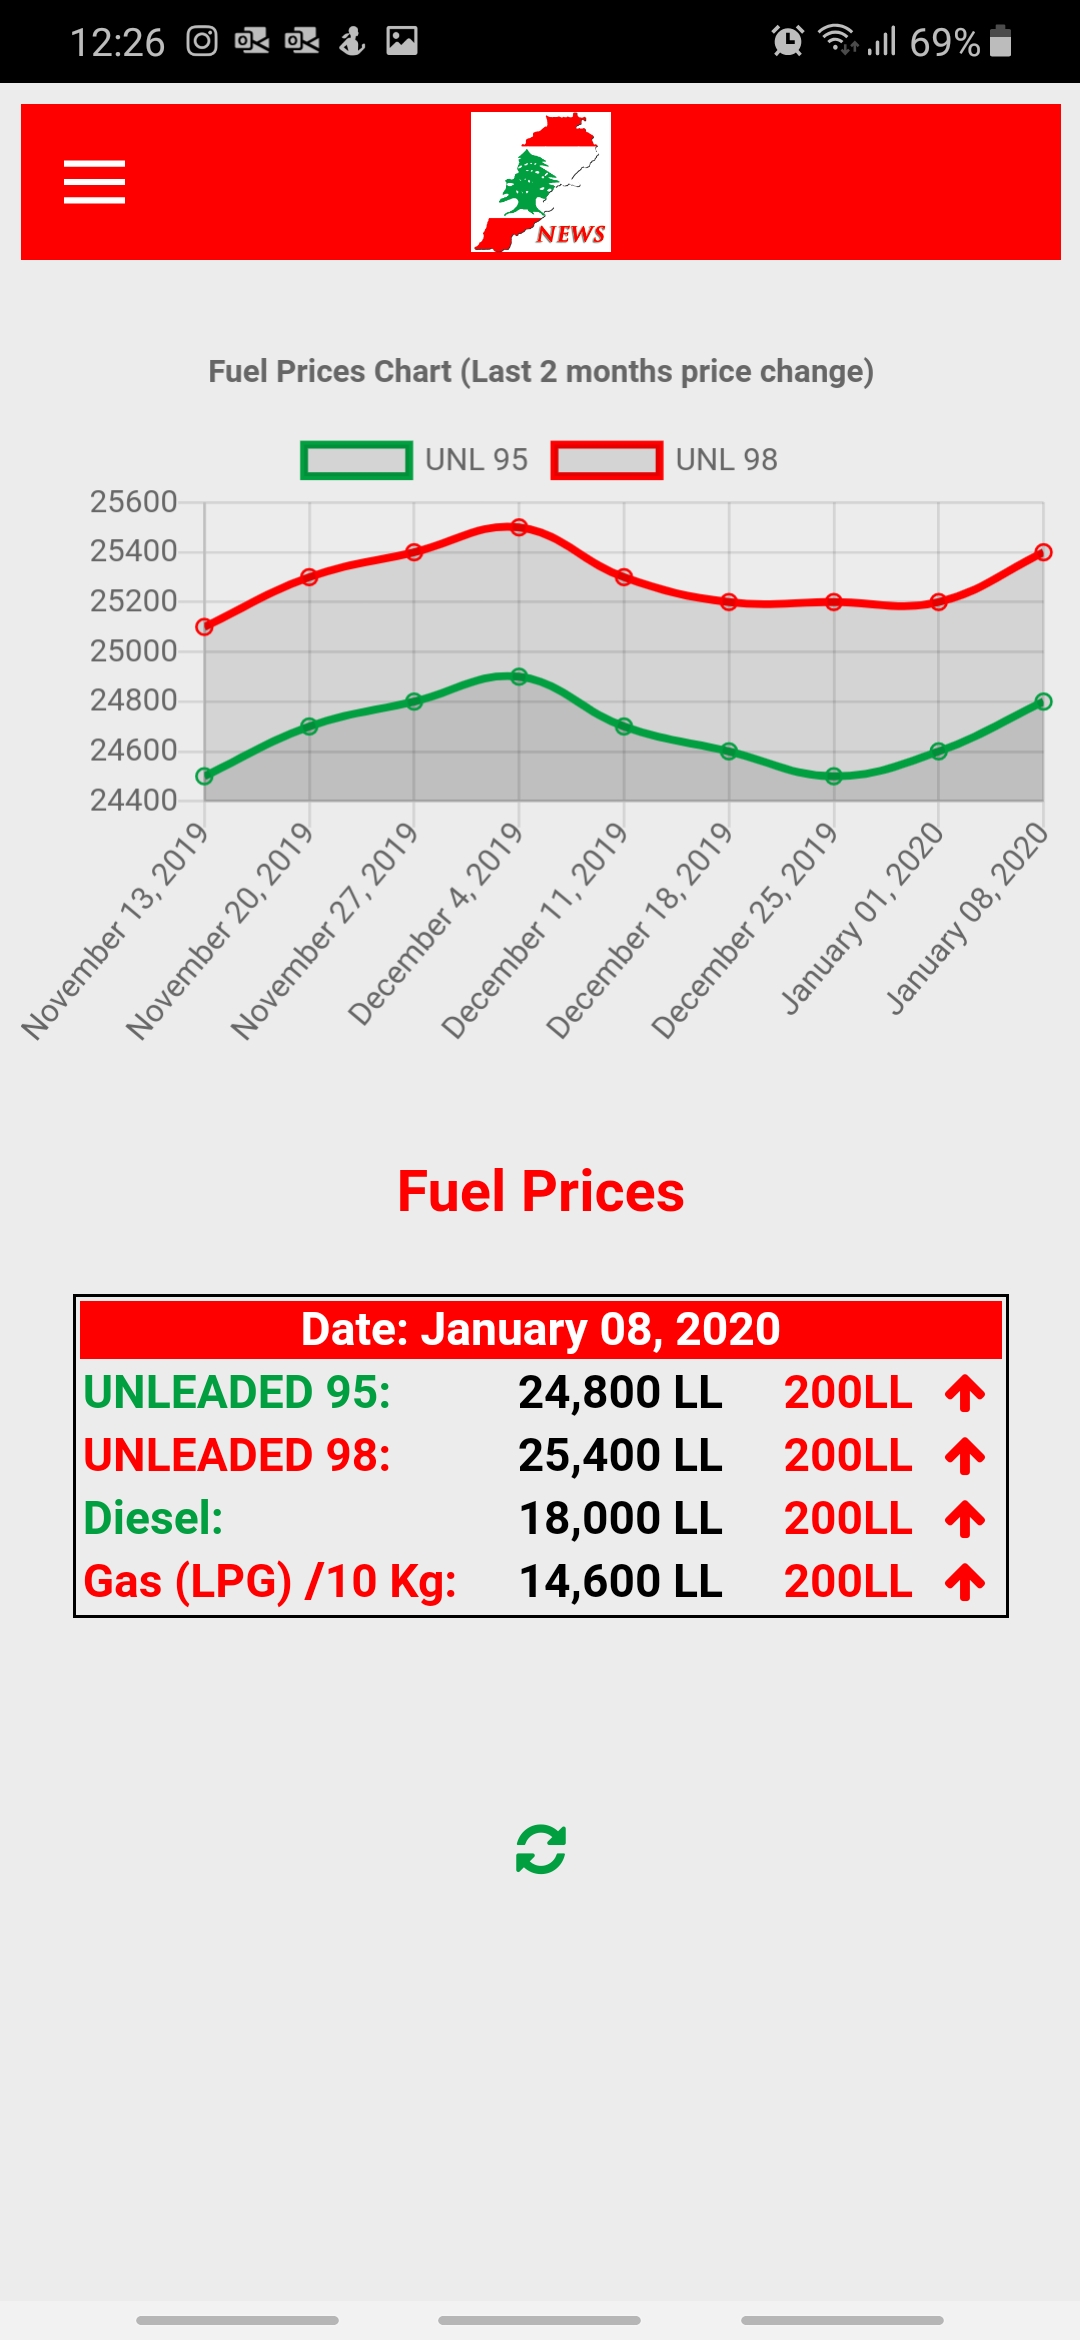 12:26 69%
NEWS
Fuel Prices Chart (Last 2 months price change)
UNL 95 UNL 98
25600
25400
25200
25000
24800
24600
24400
November 13, 2019
November 20, 2019
November 27, 2019
December 4, 2019
December 11, 2019
December 18, 2019
December 25, 2019
January 01, 2020
January 08, 2020
Fuel Prices
Date: January 08, 2020
UNLEADED 95: 24,800 LL 200LL
UNLEADED 98: 25,400 LL 200LL
Diesel: 18,000 LL 200LL
Gas (LPG) /10 Kg: 14,600 LL 200LL